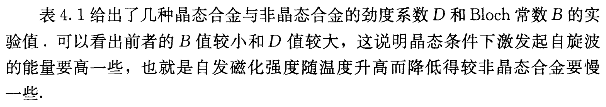 表 4.1 给出了几种晶态合金与非晶态合金的劲度系数 D 和 Bloch 常数 B 的实
验值．可以看出前者的 B 值较小和 D 值较大，这说明晶态条件下激发起自旋波
的能量要高一些，也就是自发磁化强度随温度升高而降低得较非晶态合金要慢
一些．